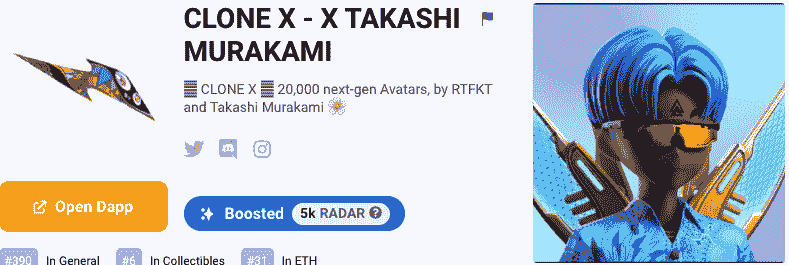 CLONE X - X TAKASHI
MURAKAMI
CLONE X 20,000 next-gen Avatars, by RTFKT
and Takashi Murakami
Open Dapp
Boosted 5k RADAR ?
#390 In General #6 In Collectibles #31 In ETH